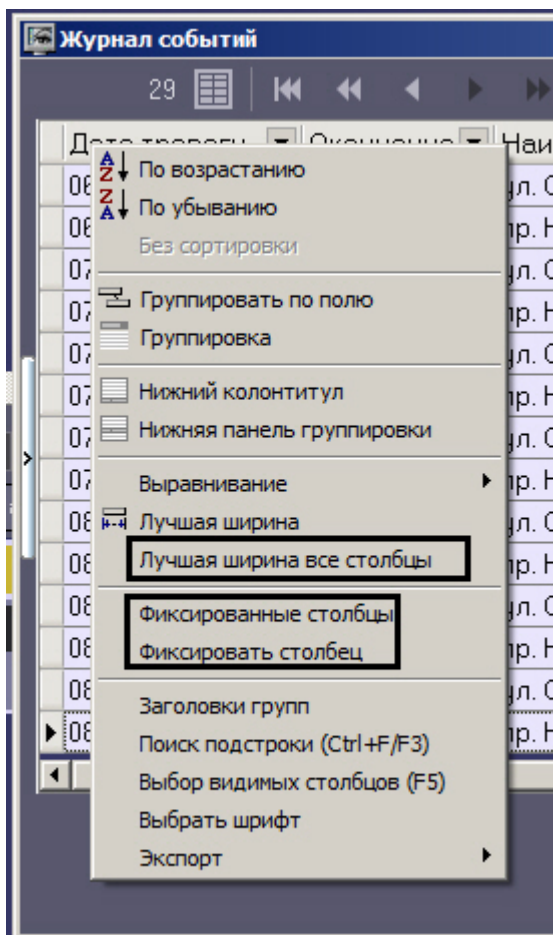 Журнал событий
29
Наи
По возрастанию
По убыванию
Без сортировки
Группировать по полю
Группировка
Нижний колонтитул
Нижняя панель группировки
Выравнивание
Лучшая ширина
Лучшая ширина все столбцы
Фиксированные столбцы
Фиксировать столбец
Заголовки групп
Поиск подстроки (Ctrl+F/F3)
Выбор видимых столбцов (F5)
Выбрать шрифт
Экспорт